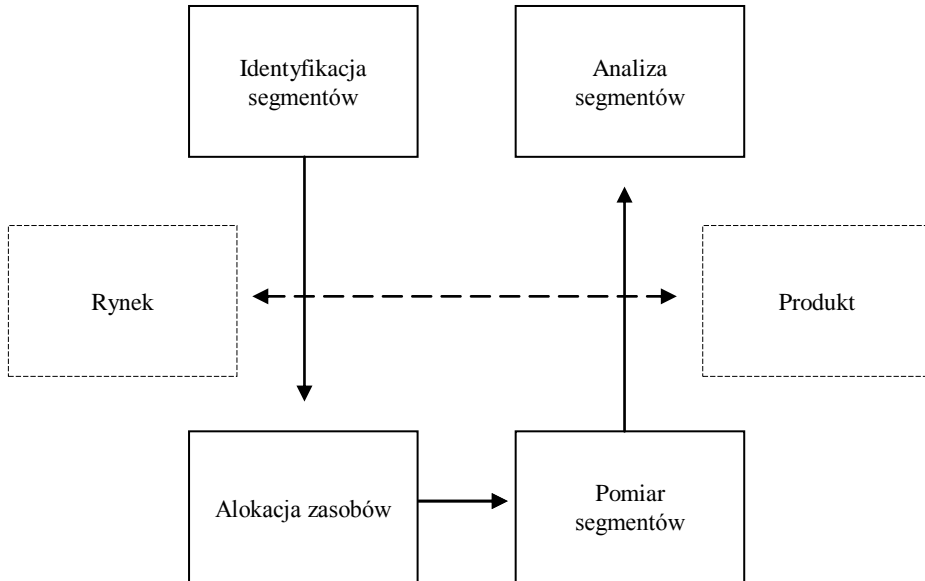 Identyfikacja
segmentów
Analiza
segmentów
Rynek
Produkt
Alokacja zasobów
Pomiar
segmentów